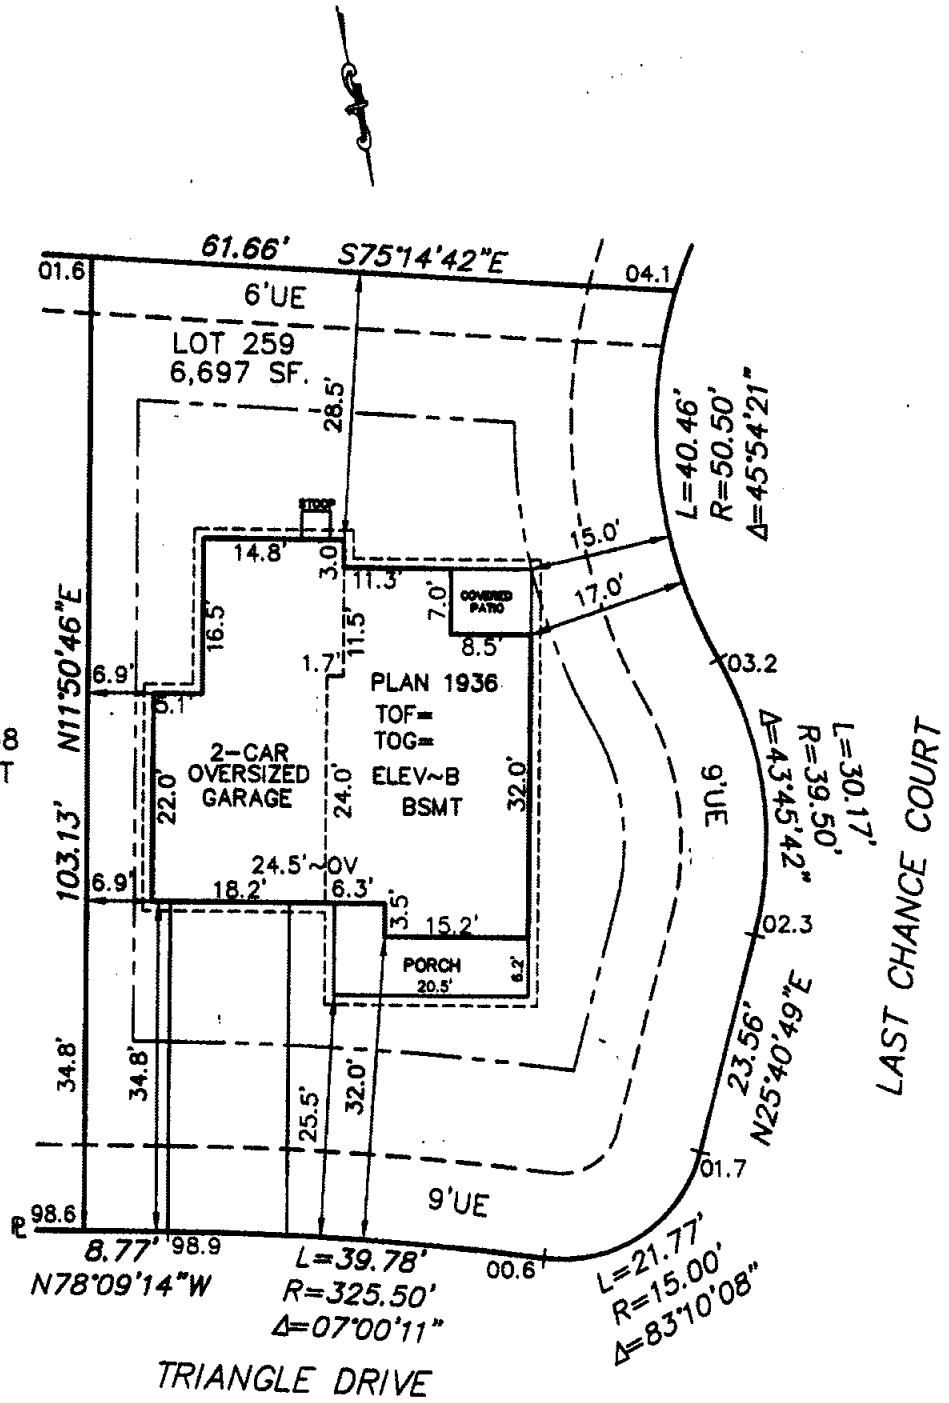 61.66'
S75°14'42"E
01.6
04.1
6'UE
LOT 259
6,697 SF.
28.5'
L=40.46'
R=50.50'
Δ=45°54'21"
STOOP
14.8'
3.0'
11.3'
15.0'
17.0'
7.0'
COVERED
PATIO
8.5'
16.5'
11.5'
1.7'
N11°50'46"E
103.13'
6.9'
5.1'
03.2
PLAN 1936
TOF=
TOG=
ELEV~B
BSMT
8
T
2-CAR
OVERSIZED
GARAGE
22.0'
24.0'
32.0'
9'UE
L=30.17'
R=39.50'
Δ=43°45'42"
LAST CHANCE COURT
24.5'~OV
6.9'
18.2'
6.3'
3.5'
15.2'
02.3
PORCH
20.5'
6.2'
23.56'
N25°40'49"E
34.8'
34.8'
25.5'
32.0'
01.7
9'UE
PL
98.6
8.77'
98.9
N78°09'14"W
L=39.78'
R=325.50'
Δ=07°00'11"
00.6
L=21.77'
R=15.00'
Δ=83°10'08"
TRIANGLE DRIVE